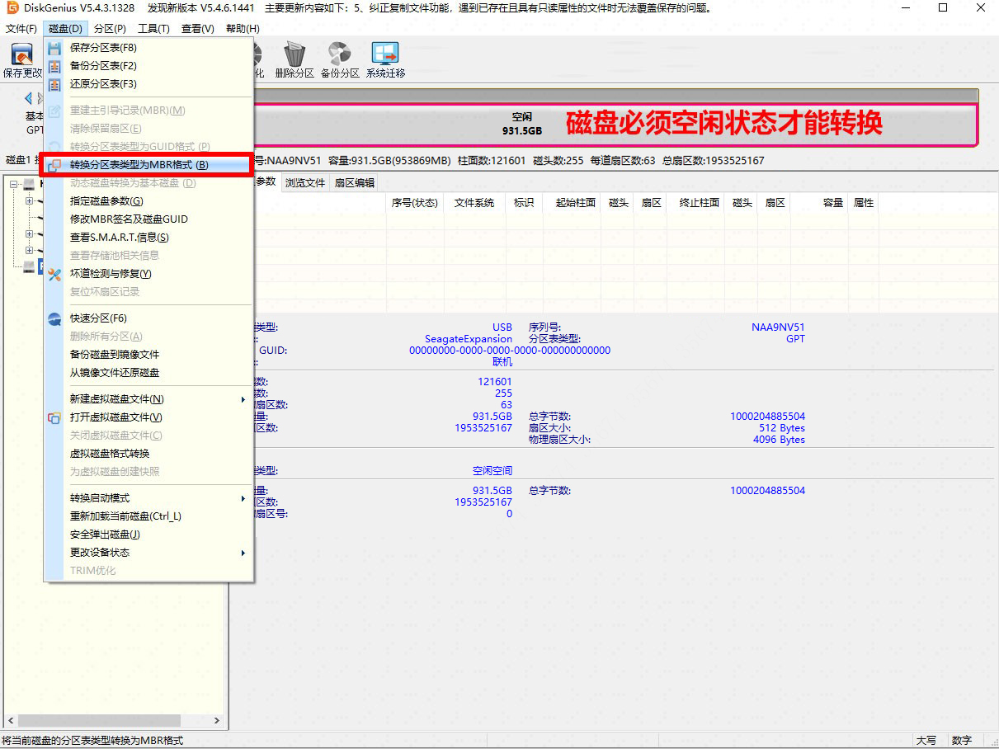 DiskGenius V5.4.3.1328 发现新版本 V5.4.6.1441 主要更新内容如下：5、纠正复制文件功能，遇到已存在且具有只读属性的文件时无法覆盖保存的问题。
文件(F) 磁盘(D) 分区(P) 工具(T) 查看(V) 帮助(H)
保存更改 化 删除分区 备份分区 系统迁移
保存分区表(F8)
备份分区表(F2)
还原分区表(F3)
重建主引导记录(MBR)(M)
清除保留扇区(E)
转换分区表类型为GUID格式 (P)
转换分区表类型为MBR格式 (B)
动态磁盘转换为基本磁盘 (D)
指定磁盘参数(G)
修改MBR签名及磁盘GUID
查看S.M.A.R.T.信息(S)
查看存储池相关信息
坏道检测与修复(Y)
复位坏扇区记录
快速分区(F6)
删除所有分区(A)
备份磁盘到镜像文件
从镜像文件还原磁盘
新建虚拟磁盘文件(N)
打开虚拟磁盘文件(V)
关闭虚拟磁盘文件(C)
虚拟磁盘格式转换
为虚拟磁盘创建快照
转换启动模式
重新加载当前磁盘(Ctrl_L)
安全弹出磁盘(J)
更改设备状态
TRIM优化
基本
GPT
空闲
931.5GB
磁盘必须空闲状态才能转换
磁盘1 号:NAA9NV51 容量:931.5GB(953869MB) 柱面数:121601 磁头数:255 每道扇区数:63 总扇区数:1953525167
参数 浏览文件 扇区编辑
序号(状态) 文件系统 标识 起始柱面 磁头 扇区 终止柱面 磁头 扇区 容量 属性
类型: USB 序列号: NAA9NV51
: SeagateExpansion 分区表类型: GPT
GUID: 00000000-0000-0000-0000-000000000000
: 联机
数: 121601
数: 255
扇区数: 63
量: 931.5GB 总字节数: 1000204885504
区数: 1953525167 扇区大小: 512 Bytes
物理扇区大小: 4096 Bytes
类型: 空闲空间
量: 931.5GB 总字节数: 1000204885504
区数: 1953525167
扇区号: 0
将当前磁盘的分区表类型转换为MBR格式 大写 数字